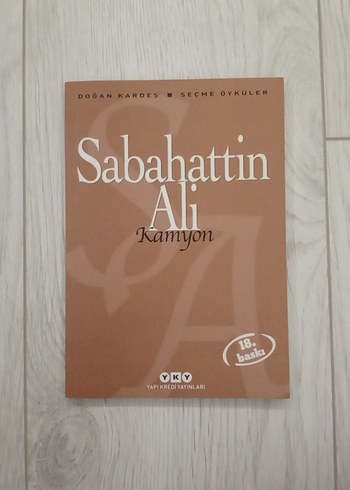 DOĞAN KARDEŞ ■ SEÇME ÖYKÜLER
Sabahattin
Ali
Kamyon
18.
baskı
YKY
YAPI KREDİ YAYINLARI